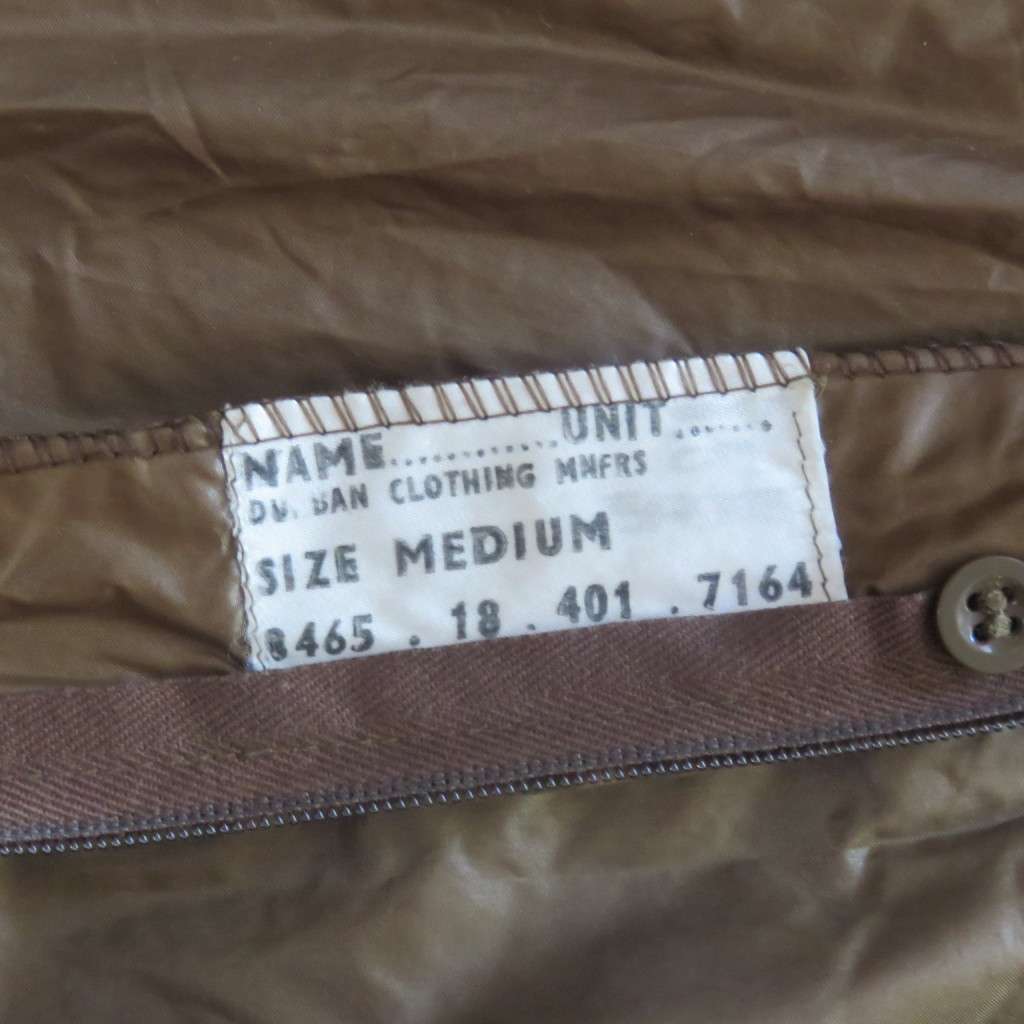 NAME..............UNIT.......
CLOTHING MNFRS
SIZE MEDIUM
8465 . 18 . 401 . 7164